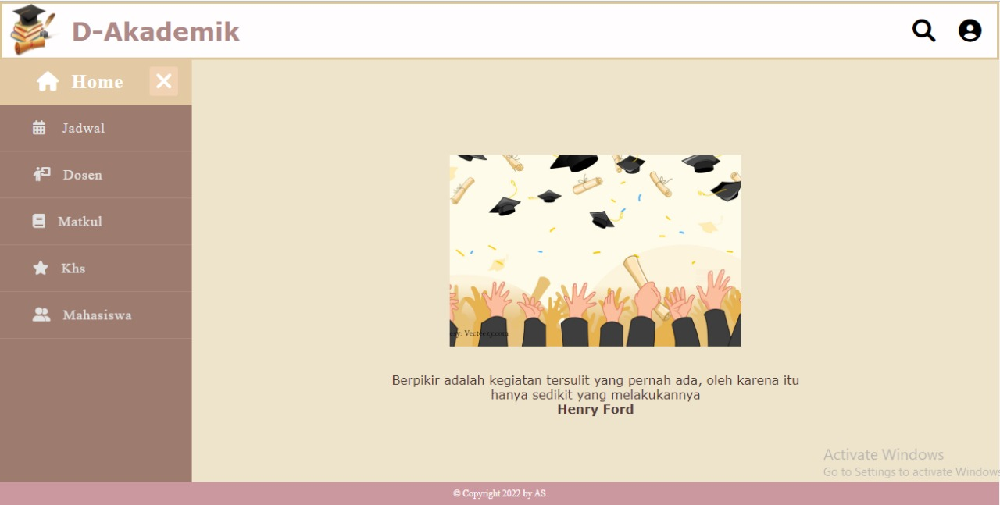 D-Akademik
Home
Jadwal
Dosen
Matkul
Khs
Mahasiswa
esy: Vecteezy.com
Berpikir adalah kegiatan tersulit yang pernah ada, oleh karena itu
hanya sedikit yang melakukannya
Henry Ford
Activate Windows
Go to Settings to activate Windows
© Copyright 2022 by AS